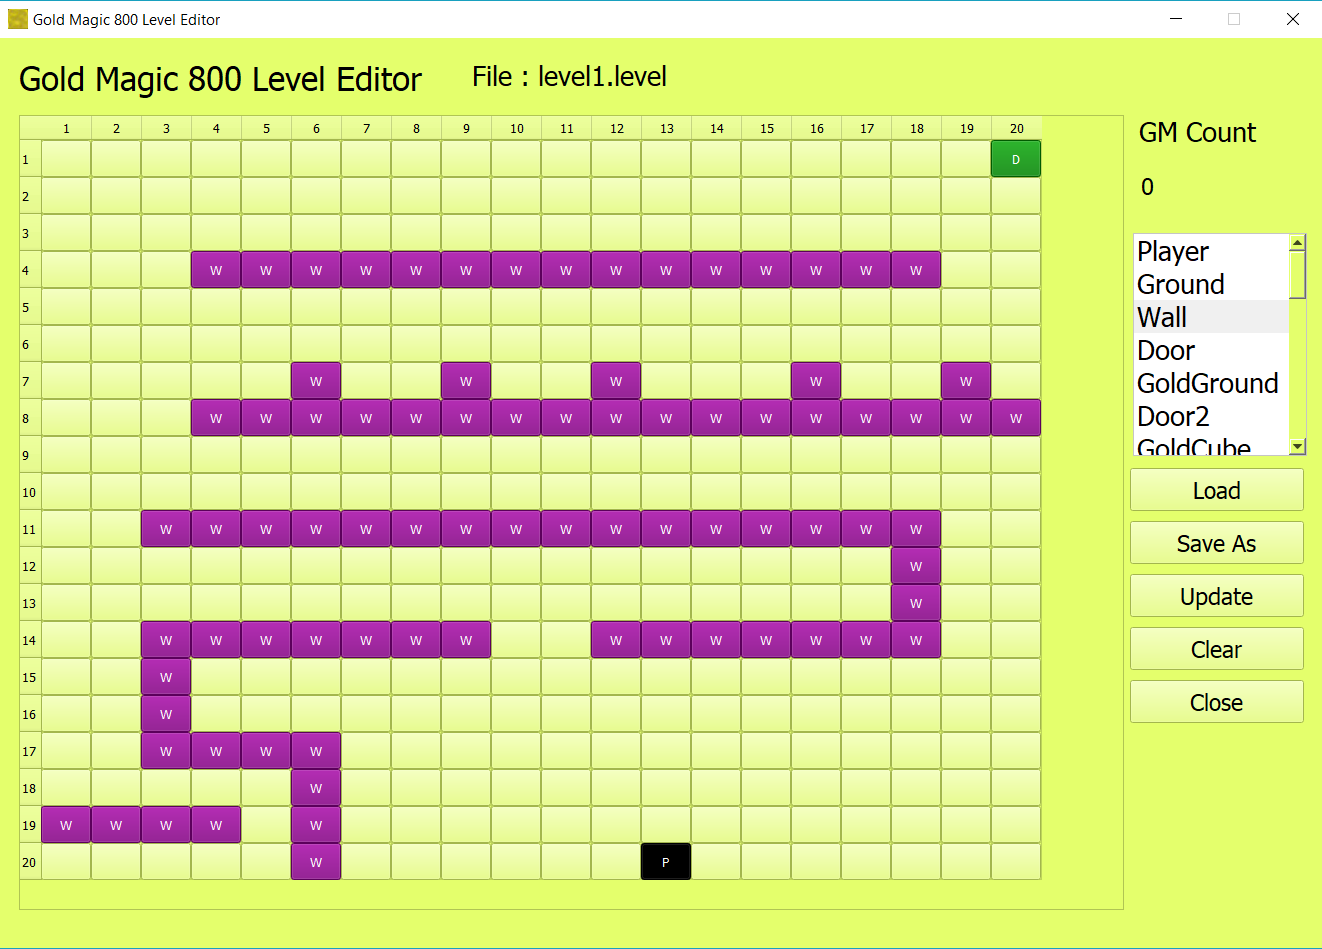 Gold Magic 800 Level Editor
Gold Magic 800 Level Editor File : level1.level
1 2 3 4 5 6 7 8 9 10 11 12 13 14 15 16 17 18 19 20
1 D
2
3
4 W W W W W W W W W W W W W W W
5
6
7 W W W W W
8 W W W W W W W W W W W W W W W W W
9
10
11 W W W W W W W W W W W W W W W W
12 W
13 W
14 W W W W W W W W W W W W W W
15 W
16 W
17 W W W W
18 W
19 W W W W W
20 W P
GM Count
0
Player
Ground
Wall
Door
GoldGround
Door2
GoldCube
Load
Save As
Update
Clear
Close